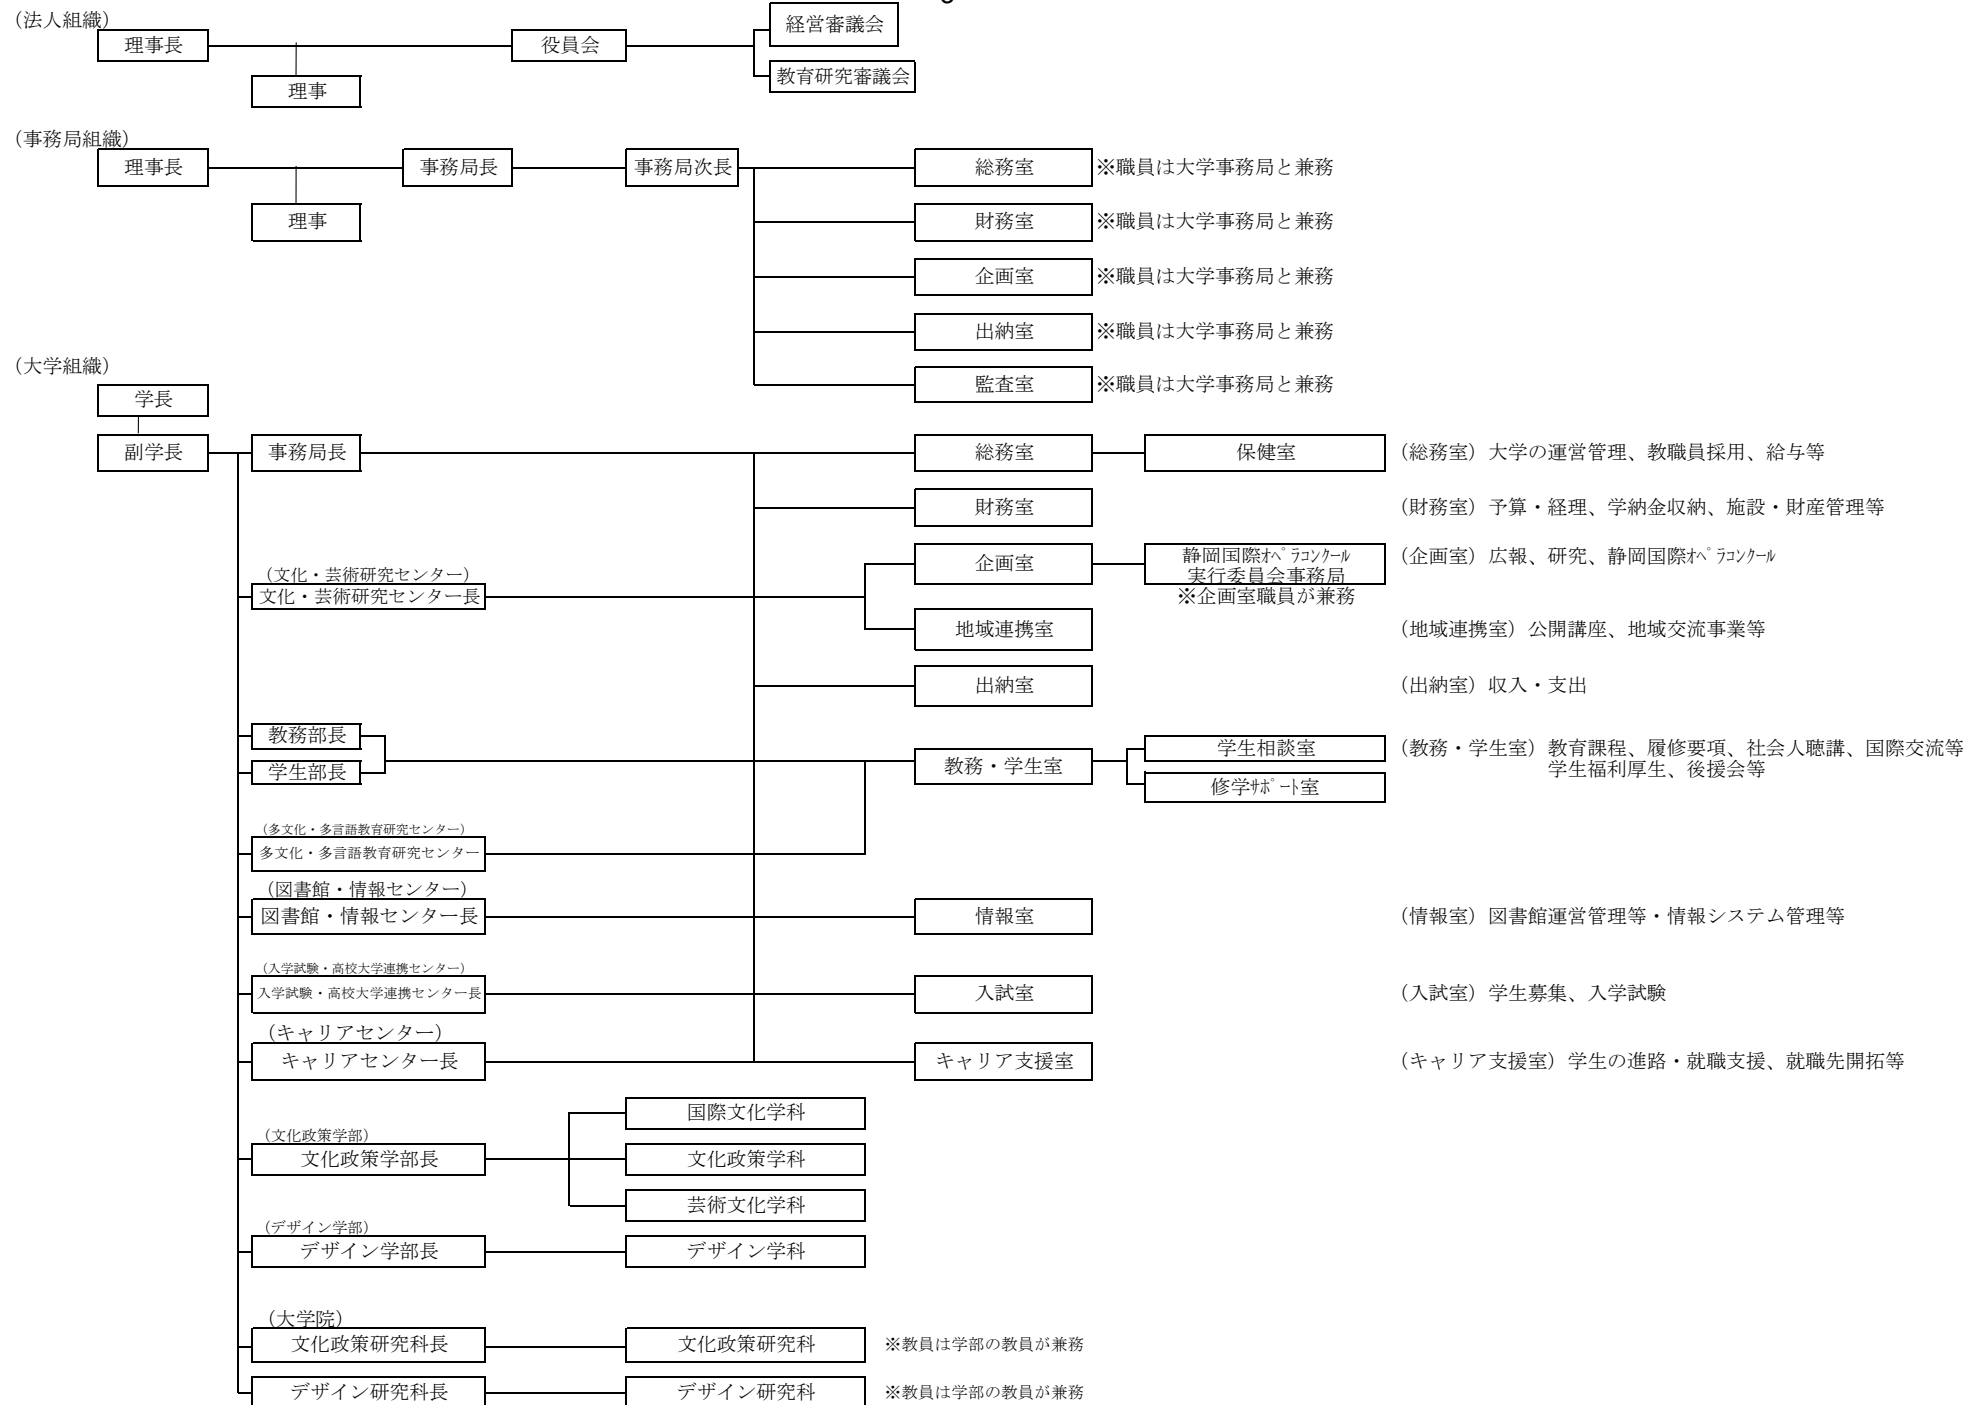 （法人組織）
経営審議会
理事長
役員会
教育研究審議会
理事
（事務局組織）
理事長
事務局長
事務局次長
総務室
※職員は大学事務局と兼務
理事
財務室
※職員は大学事務局と兼務
企画室
※職員は大学事務局と兼務
出納室
※職員は大学事務局と兼務
（大学組織）
監査室
※職員は大学事務局と兼務
学長
副学長
事務局長
総務室
保健室
（総務室）大学の運営管理、教職員採用、給与等
財務室
（財務室）予算・経理、学納金収納、施設・財産管理等
企画室
静岡国際ｵﾍﾟﾗｺﾝｸｰﾙ
実行委員会事務局
※企画室職員が兼務
（企画室）広報、研究、静岡国際ｵﾍﾟﾗｺﾝｸｰﾙ
（文化・芸術研究センター）
文化・芸術研究センター長
地域連携室
（地域連携室）公開講座、地域交流事業等
出納室
（出納室）収入・支出
教務部長
学生部長
教務・学生室
学生相談室
修学ｻﾎﾟｰﾄ室
（教務・学生室）教育課程、履修要項、社会人聴講、国際交流等
学生福利厚生、後援会等
（多文化・多言語教育研究センター）
多文化・多言語教育研究センター
（図書館・情報センター）
図書館・情報センター長
情報室
（情報室）図書館運営管理等・情報システム管理等
（入学試験・高校大学連携センター）
入学試験・高校大学連携センター長
入試室
（入試室）学生募集、入学試験
（キャリアセンター）
キャリアセンター長
キャリア支援室
（キャリア支援室）学生の進路・就職支援、就職先開拓等
国際文化学科
（文化政策学部）
文化政策学部長
文化政策学科
芸術文化学科
（デザイン学部）
デザイン学部長
デザイン学科
（大学院）
文化政策研究科長
文化政策研究科
※教員は学部の教員が兼務
デザイン研究科長
デザイン研究科
※教員は学部の教員が兼務